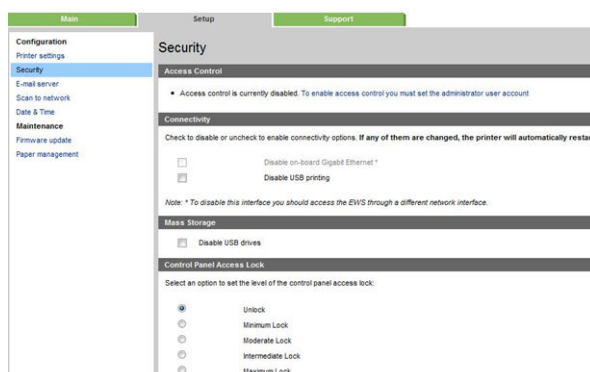 Main
Setup
Support
Configuration
Printer settings
Security
E-mail server
Scan to network
Date & Time
Maintenance
Firmware update
Paper management
Security
Access Control
Access control is currently disabled. To enable access control you must set the administrator user account
Connectivity
Check to disable or uncheck to enable connectivity options. If any of them are changed, the printer will automatically resta
Disable on-board Gigabit Ethernet *
Disable USB printing
Note: * To disable this interface you should access the EWS through a different network interface.
Mass Storage
Disable USB drives
Control Panel Access Lock
Select an option to set the level of the control panel access lock:
Unlock
Minimum Lock
Moderate Lock
Intermediate Lock
Maximum Lock